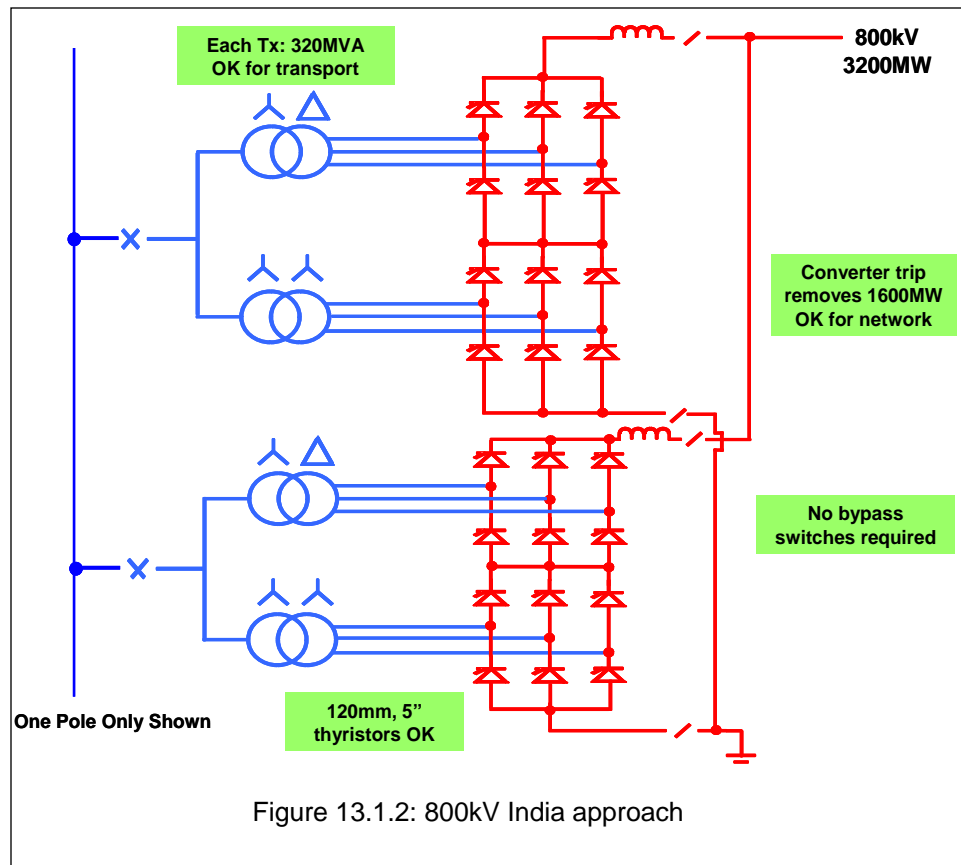 Each Tx: 320MVA
OK for transport
800kV
3200MW
Converter trip
removes 1600MW
OK for network
No bypass
switches required
One Pole Only Shown
120mm, 5”
thyristors OK
Figure 13.1.2: 800kV India approach